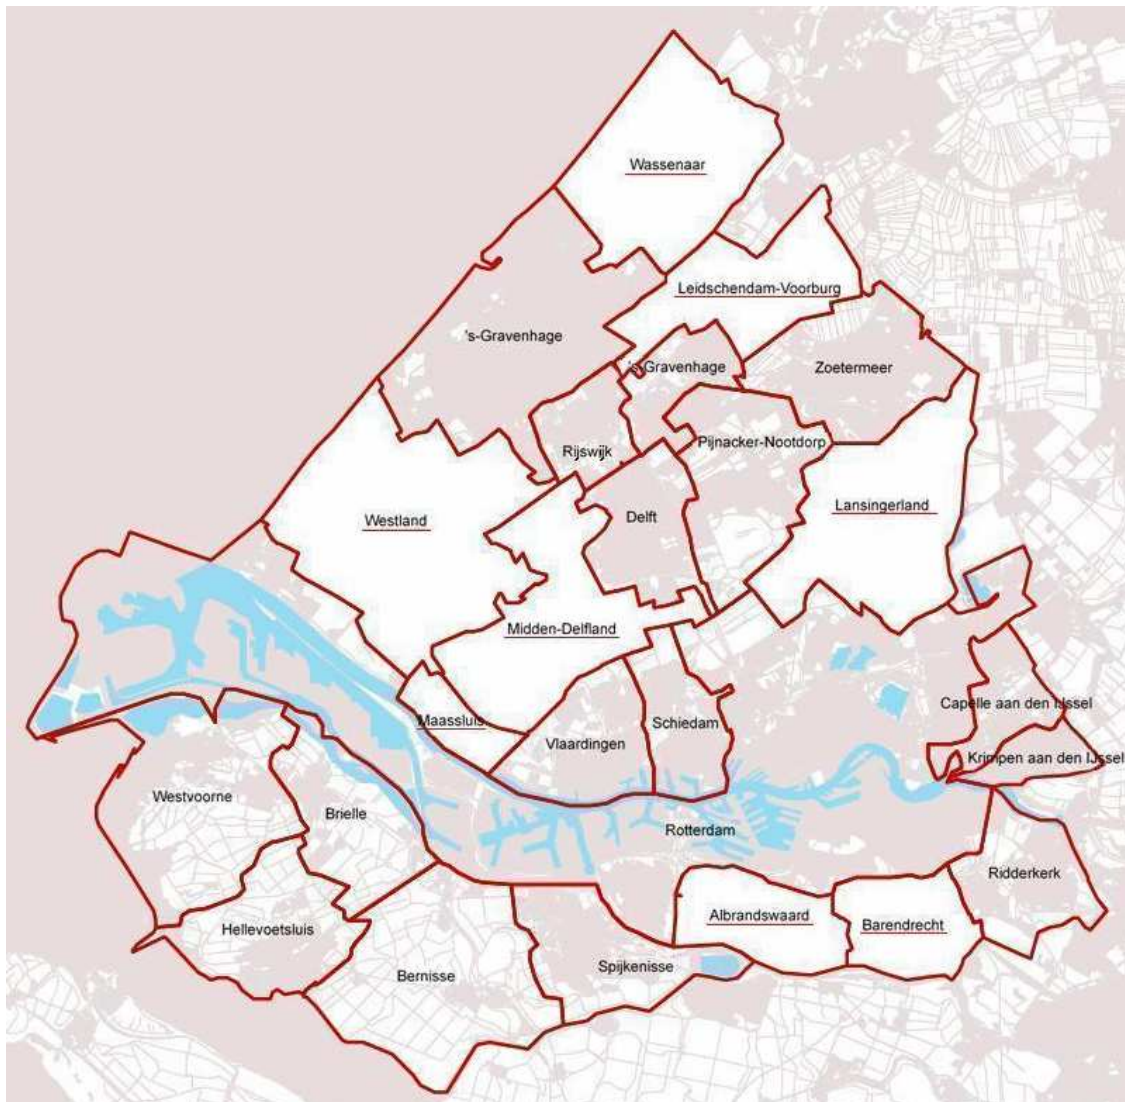 Wassenaar
Leidschendam-Voorburg
's-Gravenhage
's-Gravenhage
Zoetermeer
Pijnacker-Nootdorp
Rijswijk
Lansingerland
Delft
Westland
Midden-Delfland
Capelle aan den IJssel
Maassluis
Schiedam
Vlaardingen
Krimpen aan den IJssel
Westvoorne
Brielle
Rotterdam
Ridderkerk
Albrandswaard
Barendrecht
Hellevoetsluis
Spijkenisse
Bernisse